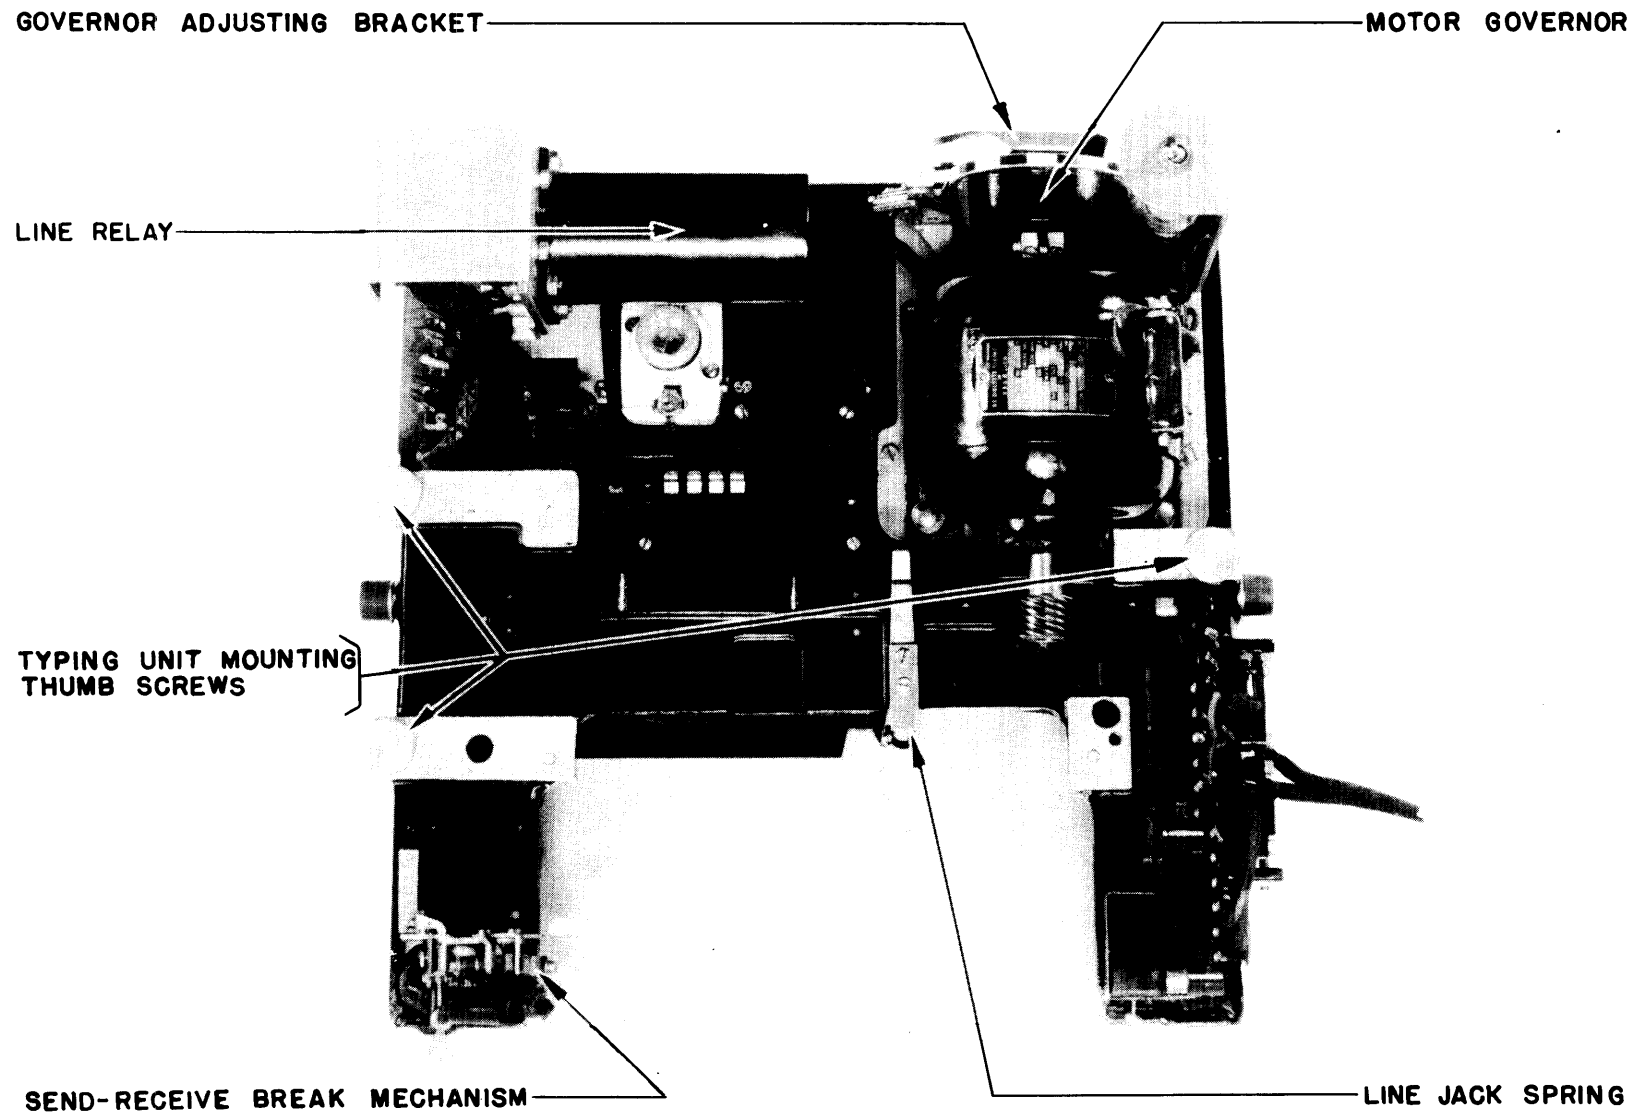 GOVERNOR ADJUSTING BRACKET
MOTOR GOVERNOR
LINE RELAY
TYPING UNIT MOUNTING
THUMB SCREWS
7
SEND-RECEIVE BREAK MECHANISM
LINE JACK SPRING